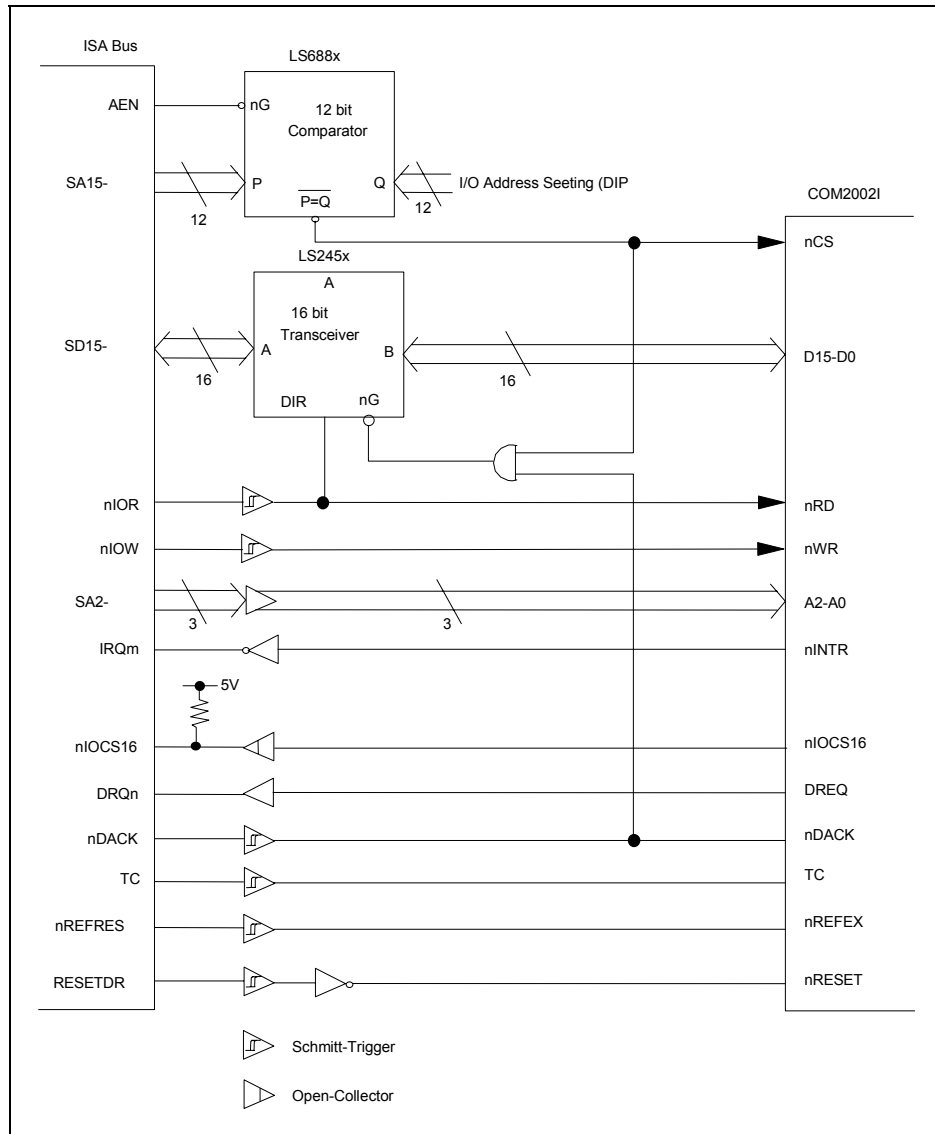 ISA Bus
LS688x
AEN
nG
12 bit
Comparator
SA15-
P
Q
I/O Address Seeting (DIP
12
12
P=Q
COM2002I
nCS
LS245x
A
16 bit
Transceiver
SD15-
A
B
D15-D0
16
16
DIR
nG
nIOR
nRD
nIOW
nWR
SA2-
A2-A0
3
3
IRQm
nINTR
5V
nIOCS16
nIOCS16
DRQn
DREQ
nDACK
nDACK
TC
TC
nREFRES
nREFEX
RESETDR
nRESET
Schmitt-Trigger
Open-Collector